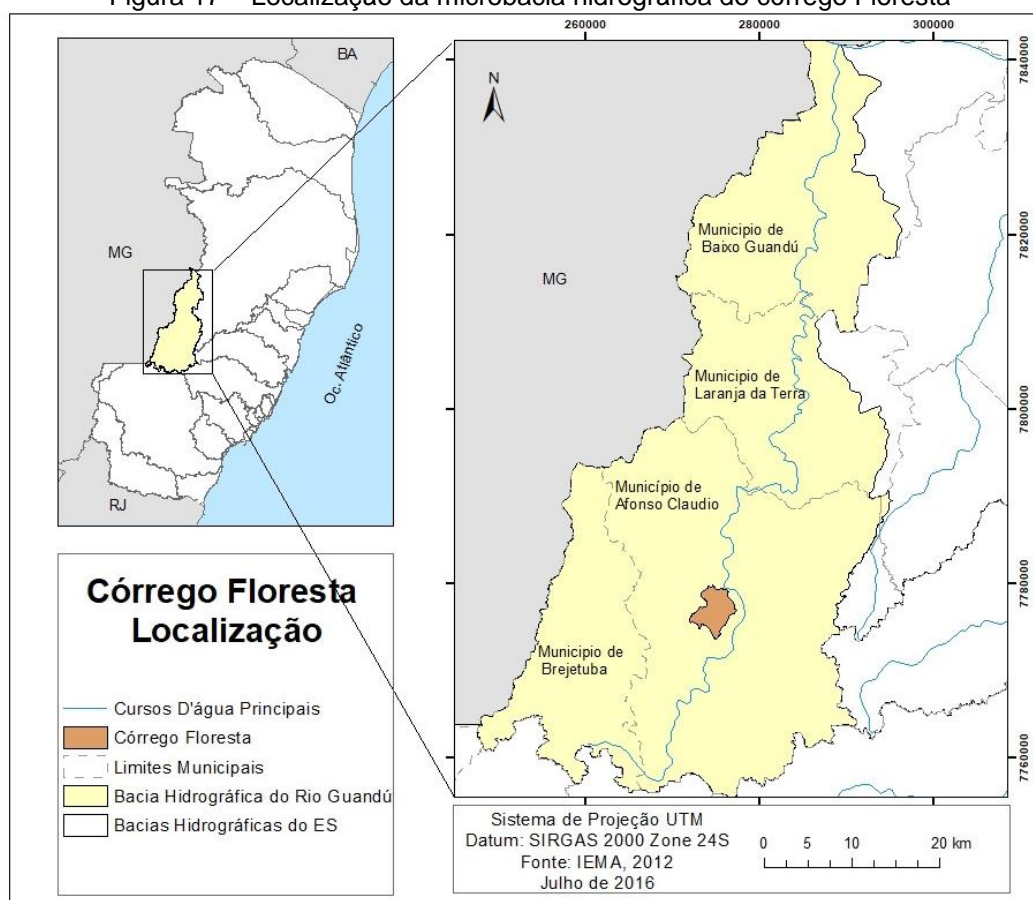 Figura 17 – Localização da microbacia hidrográfica do córrego Floresta
BA
MG
Oc. Atlântico
RJ
260000
280000
300000
7840000
7820000
7800000
7780000
7760000
N
MG
Municipio de
Baixo Guandú
Municipio de
Laranja da Terra
Município de
Afonso Claudio
Municipio de
Brejetuba
Córrego Floresta
Localização
Cursos D'água Principais
Córrego Floresta
Limites Municipais
Bacia Hidrográfica do Rio Guandú
Bacias Hidrográficas do ES
Sistema de Projeção UTM
Datum: SIRGAS 2000 Zone 24S
Fonte: IEMA, 2012
Julho de 2016
0 5 10 20 km